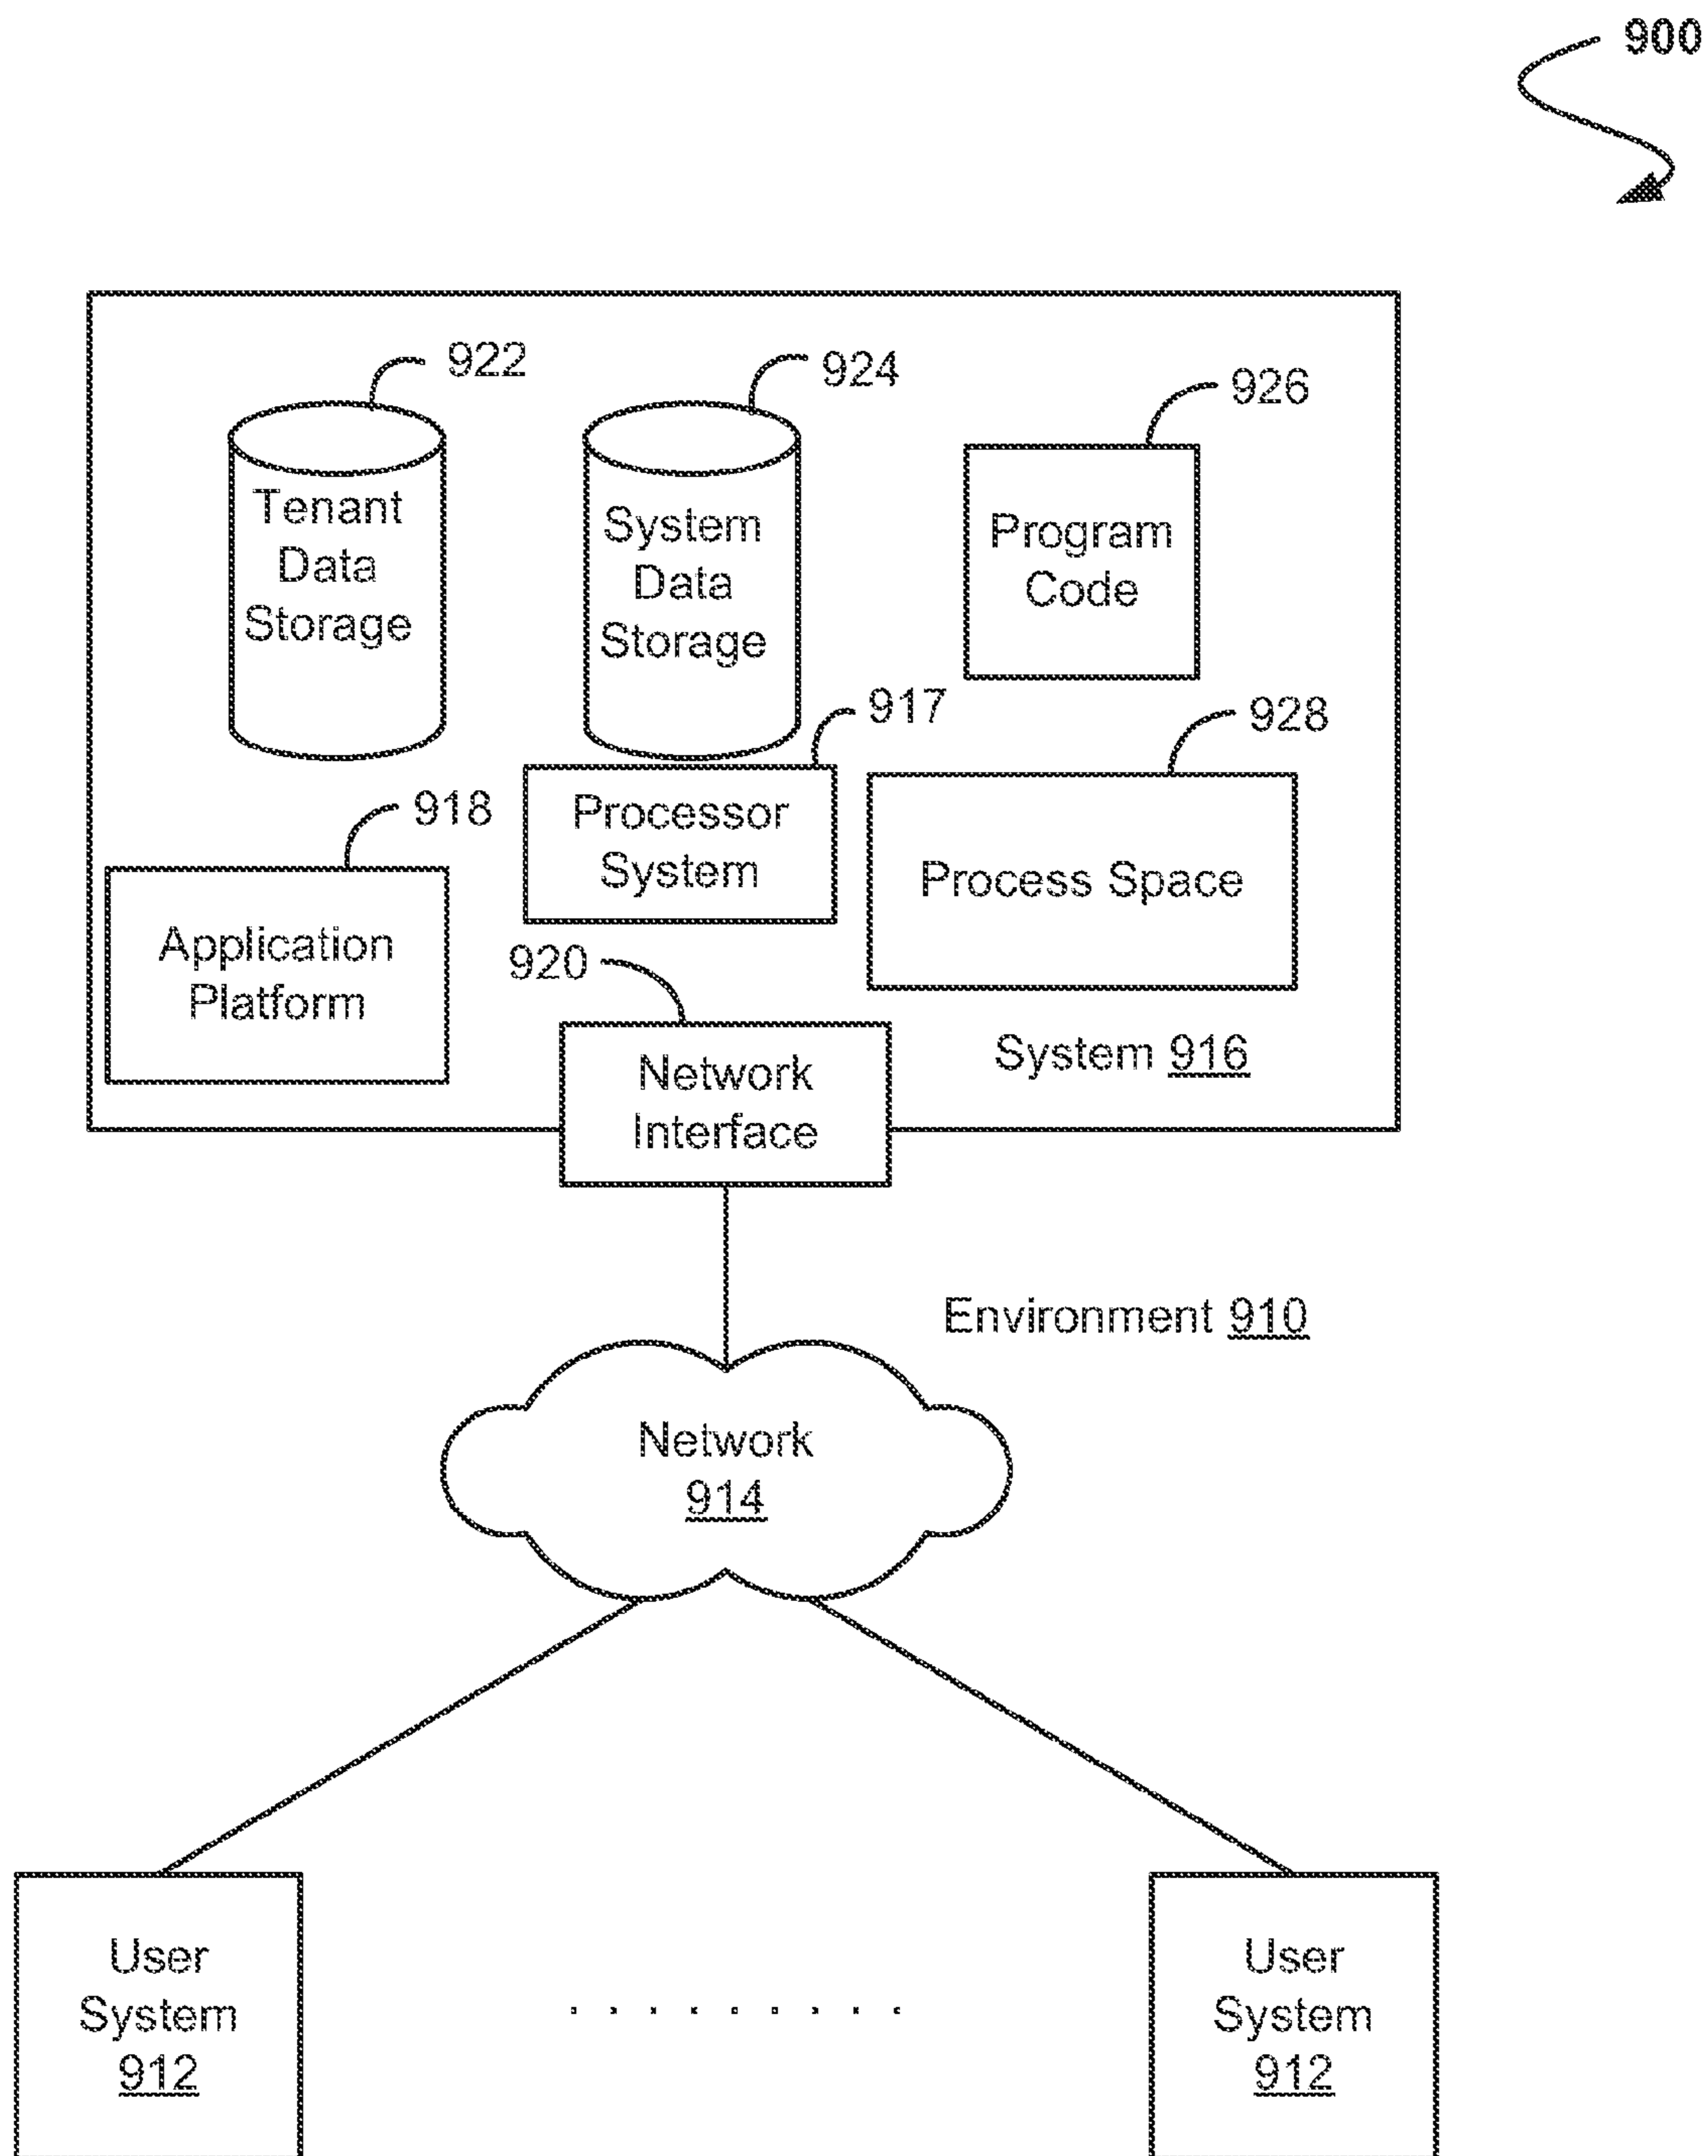 900
922
924
926
Tenant
Data
Storage
System
Data
Storage
Program
Code
917
928
918
Processor
System
Process Space
Application
Platform
920
System 916
Network
Interface
Environment 910
Network
914
User
System
912
User
System
912